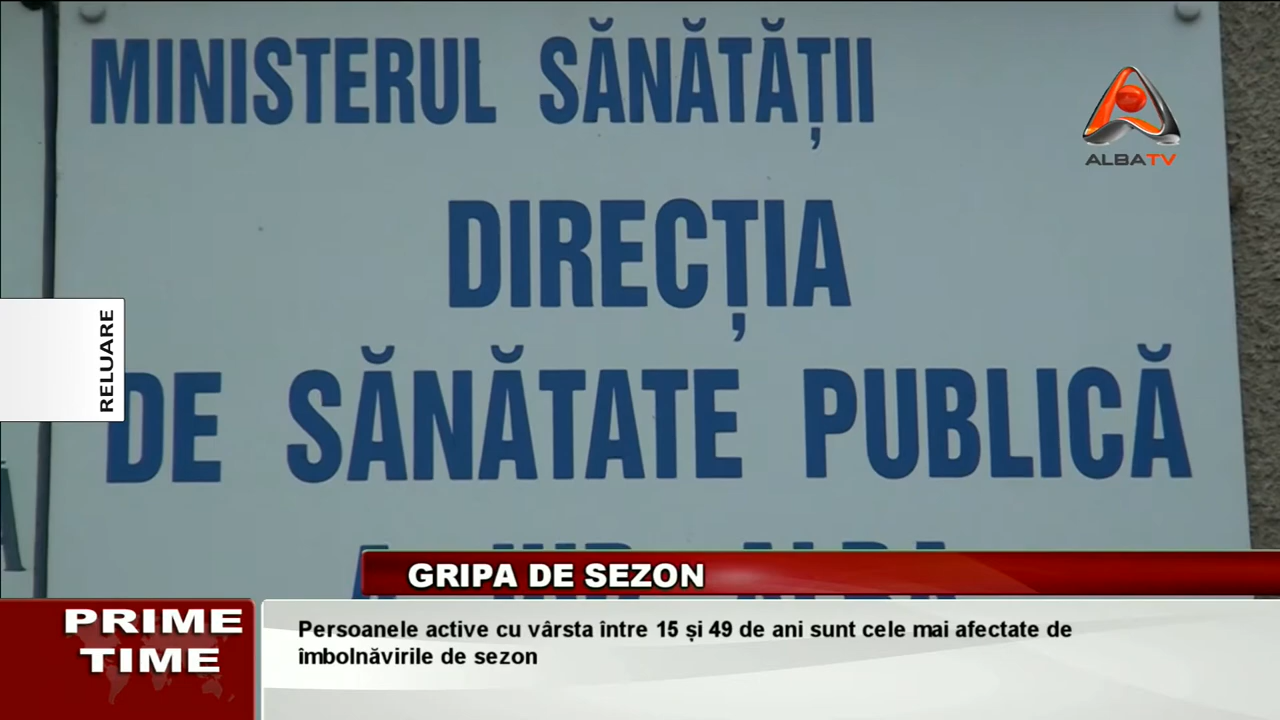 MINISTERUL SĂNĂTĂȚII
ALBATV
DIRECȚIA
RELUARE
DE SĂNĂTATE PUBLICĂ
GRIPA DE SEZON
PRIME
TIME
Persoanele active cu vârsta între 15 și 49 de ani sunt cele mai afectate de
îmbolnăvirile de sezon